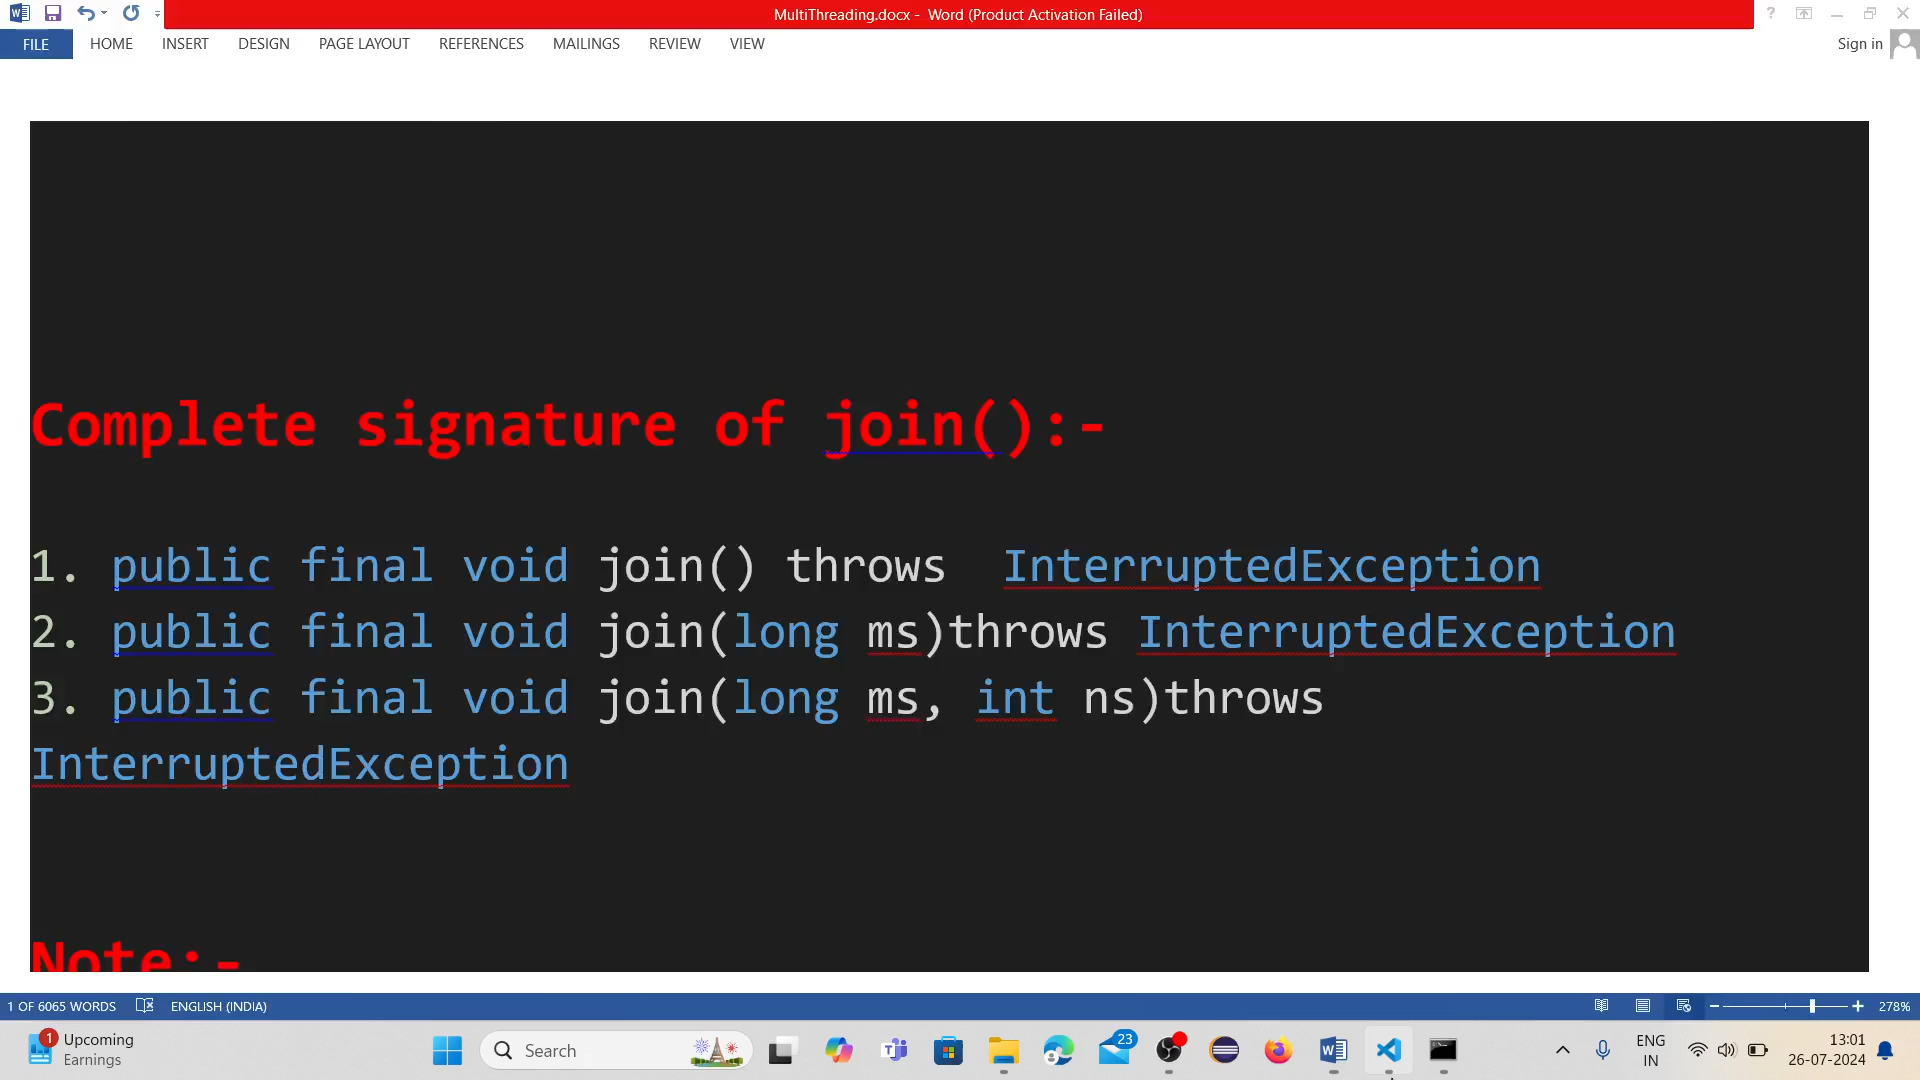 MultiThreading.docx - Word (Product Activation Failed)
FILE HOME INSERT DESIGN PAGE LAYOUT REFERENCES MAILINGS REVIEW VIEW Sign in
Complete signature of join():-
1. public final void join() throws InterruptedException
2. public final void join(long ms)throws InterruptedException
3. public final void join(long ms, int ns)throws
InterruptedException
Note:-
1 OF 6065 WORDS ENGLISH (INDIA) 278%
1
Upcoming
Earnings
Search
23
ENG
IN
13:01
26-07-2024